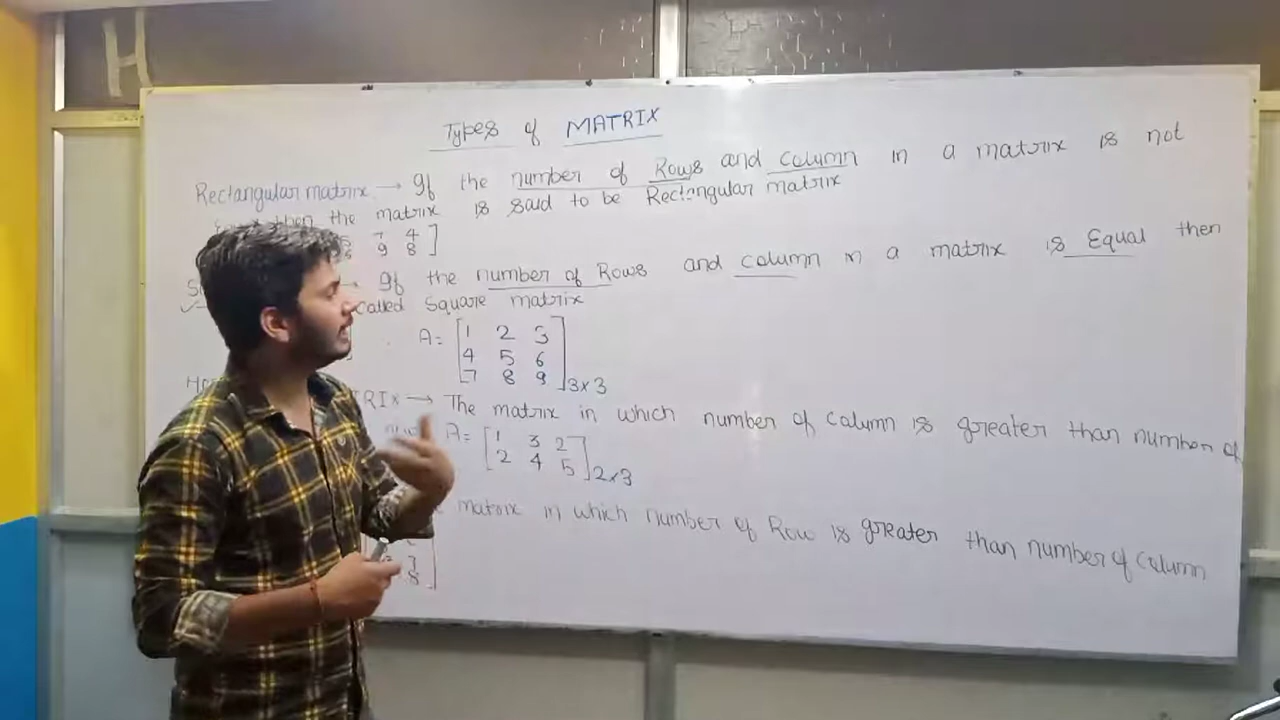 Types of MATRIX
Rectangular matrix → If the number of Rows and column in a matrix is not
then the matrix is said to be Rectangular matrix
7 4 ]
9 8
→ If the number of Rows and column in a matrix is Equal then
called Square matrix
A = [ 1 2 3
4 5 6
7 8 9 ] 3x3
RIX → The matrix in which number of column is greater than number of
A = [ 1 3 2
2 4 5 ] 2x3
matrix in which number of Row is greater than number of column
7
8 ]